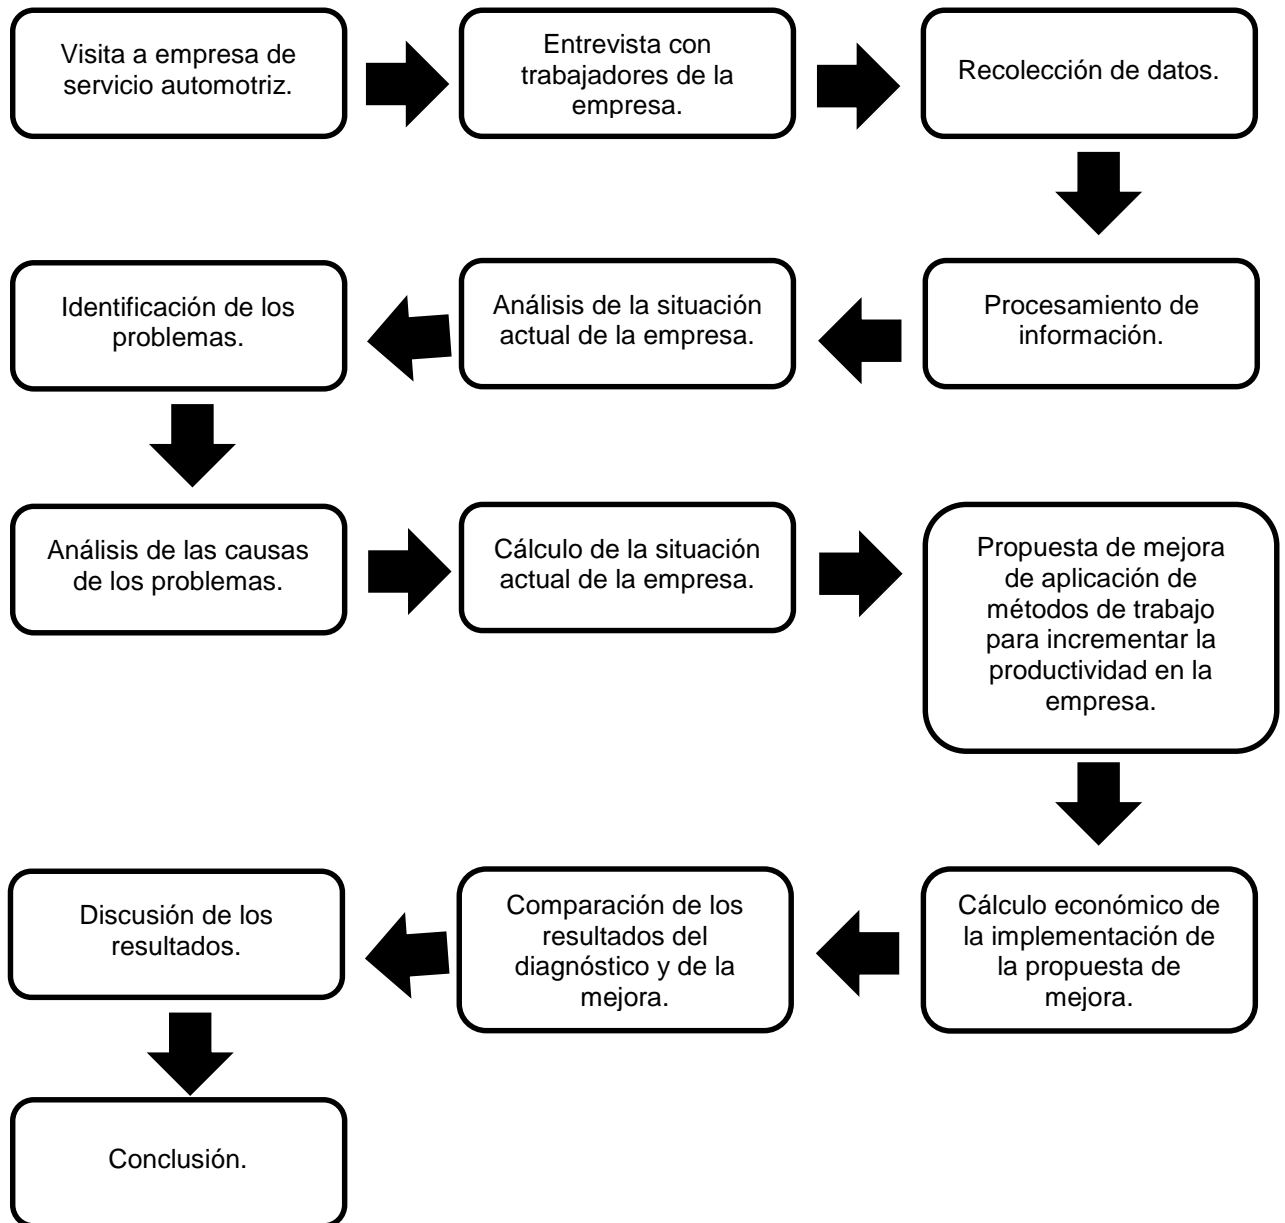 Visita a empresa de
servicio automotriz.
Entrevista con
trabajadores de la
empresa.
Recolección de datos.
Procesamiento de
información.
Análisis de la situación
actual de la empresa.
Identificación de los
problemas.
Análisis de las causas
de los problemas.
Cálculo de la situación
actual de la empresa.
Propuesta de mejora
de aplicación de
métodos de trabajo
para incrementar la
productividad en la
empresa.
Cálculo económico de
la implementación de
la propuesta de
mejora.
Comparación de los
resultados del
diagnóstico y de la
mejora.
Discusión de los
resultados.
Conclusión.